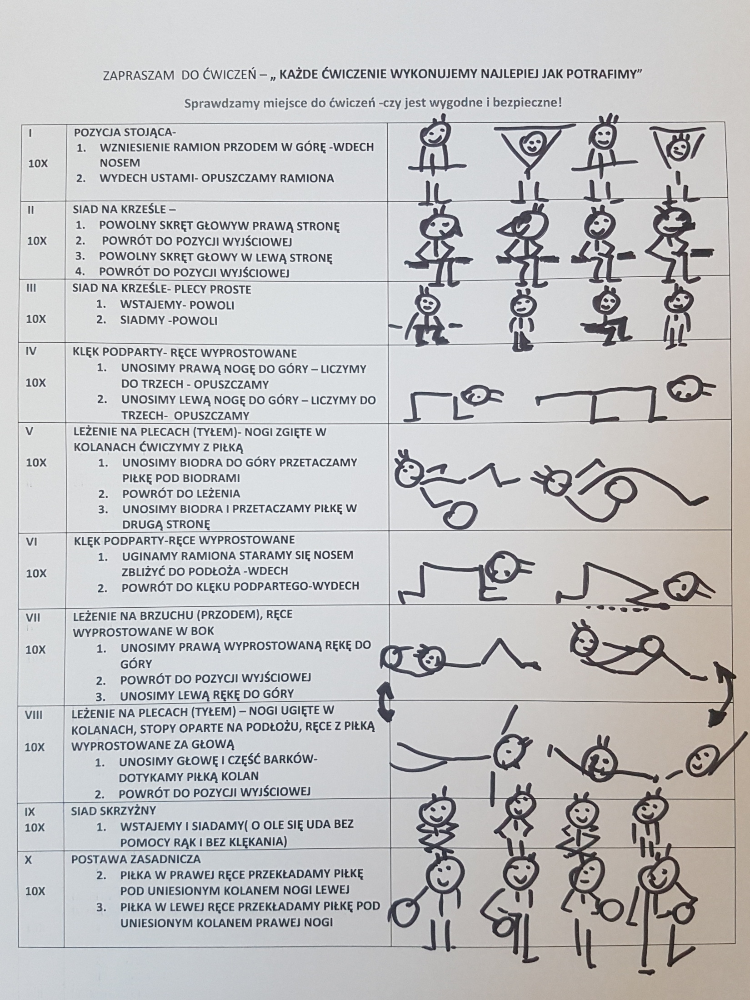 ZAPRASZAM DO ĆWICZEŃ – „ KAŻDE ĆWICZENIE WYKONUJEMY NAJLEPIEJ JAK POTRAFIMY”
Sprawdzamy miejsce do ćwiczeń -czy jest wygodne i bezpieczne!
I
10X
POZYCJA STOJĄCA-
1. WZNIESIENIE RAMION PRZODEM W GÓRĘ -WDECH
NOSEM
2. WYDECH USTAMI- OPUSZCZAMY RAMIONA
II
10X
SIAD NA KRZEŚLE –
1. POWOLNY SKRĘT GŁOWYW PRAWĄ STRONĘ
2. POWRÓT DO POZYCJI WYJŚCIOWEJ
3. POWOLNY SKRĘT GŁOWY W LEWĄ STRONĘ
4. POWRÓT DO POZYCJI WYJŚCIOWEJ
III
10X
SIAD NA KRZEŚLE- PLECY PROSTE
1. WSTAJEMY- POWOLI
2. SIADMY -POWOLI
IV
10X
KLĘK PODPARTY- RĘCE WYPROSTOWANE
1. UNOSIMY PRAWĄ NOGĘ DO GÓRY – LICZYMY
DO TRZECH - OPUSZCZAMY
2. UNOSIMY LEWĄ NOGĘ DO GÓRY – LICZYMY DO
TRZECH- OPUSZCZAMY
V
10X
LEŻENIE NA PLECACH (TYŁEM)- NOGI ZGIĘTE W
KOLANACH ĆWICZYMY Z PIŁKĄ
1. UNOSIMY BIODRA DO GÓRY PRZETACZAMY
PIŁKĘ POD BIODRAMI
2. POWRÓT DO LEŻENIA
3. UNOSIMY BIODRA I PRZETACZAMY PIŁKĘ W
DRUGĄ STRONĘ
VI
10X
KLĘK PODPARTY-RĘCE WYPROSTOWANE
1. UGINAMY RAMIONA STARAMY SIĘ NOSEM
ZBLIŻYĆ DO PODŁOŻA -WDECH
2. POWRÓT DO KLĘKU PODPARTEGO-WYDECH
VII
10X
LEŻENIE NA BRZUCHU (PRZODEM), RĘCE
WYPROSTOWANE W BOK
1. UNOSIMY PRAWĄ WYPROSTOWANĄ RĘKĘ DO
GÓRY
2. POWRÓT DO POZYCJI WYJŚCIOWEJ
3. UNOSIMY LEWĄ RĘKĘ DO GÓRY
VIII
10X
LEŻENIE NA PLECACH (TYŁEM) – NOGI UGIĘTE W
KOLANACH, STOPY OPARTE NA PODŁOŻU, RĘCE Z PIŁKĄ
WYPROSTOWANE ZA GŁOWĄ
1. UNOSIMY GŁOWĘ I CZĘŚĆ BARKÓW-
DOTYKAMY PIŁKĄ KOLAN
2. POWRÓT DO POZYCJI WYJŚCIOWEJ
IX
10X
SIAD SKRZYŻNY
1. WSTAJEMY I SIADAMY( O OLE SIĘ UDA BEZ
POMOCY RĄK I BEZ KLĘKANIA)
X
10X
POSTAWA ZASADNICZA
2. PIŁKA W PRAWEJ RĘCE PRZEKŁADAMY PIŁKĘ
POD UNIESIONYM KOLANEM NOGI LEWEJ
3. PIŁKA W LEWEJ RĘCE PRZEKŁADAMY PIŁKĘ POD
UNIESIONYM KOLANEM PRAWEJ NOGI